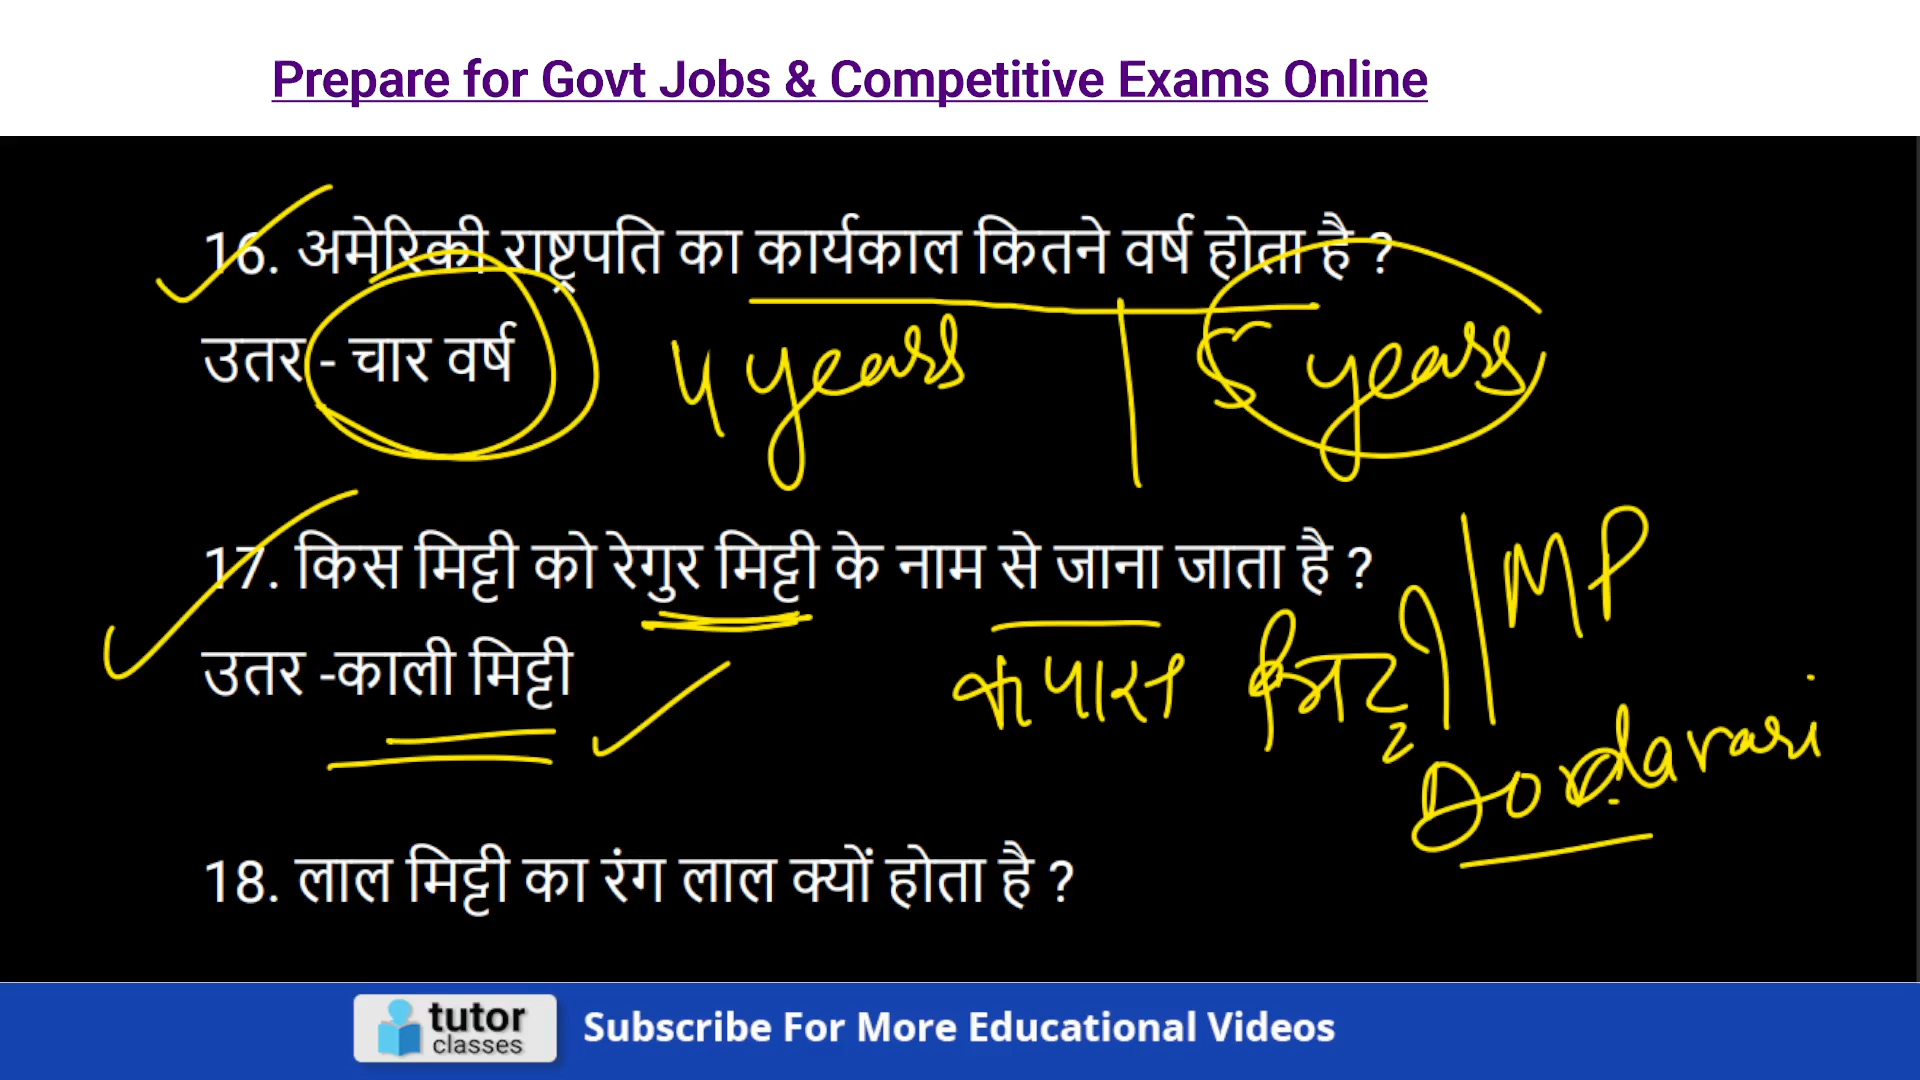 Prepare for Govt Jobs & Competitive Exams Online
16. अमेरिकी राष्ट्रपति का कार्यकाल कितने वर्ष होता है ?
उतर - चार वर्ष
4 years
5 years
17. किस मिट्टी को रेगुर मिट्टी के नाम से जाना जाता है ?
MP
उतर -काली मिट्टी
कपास
18. लाल मिट्टी का रंग लाल क्यों होता है ?
tutor
classes
Subscribe For More Educational Videos